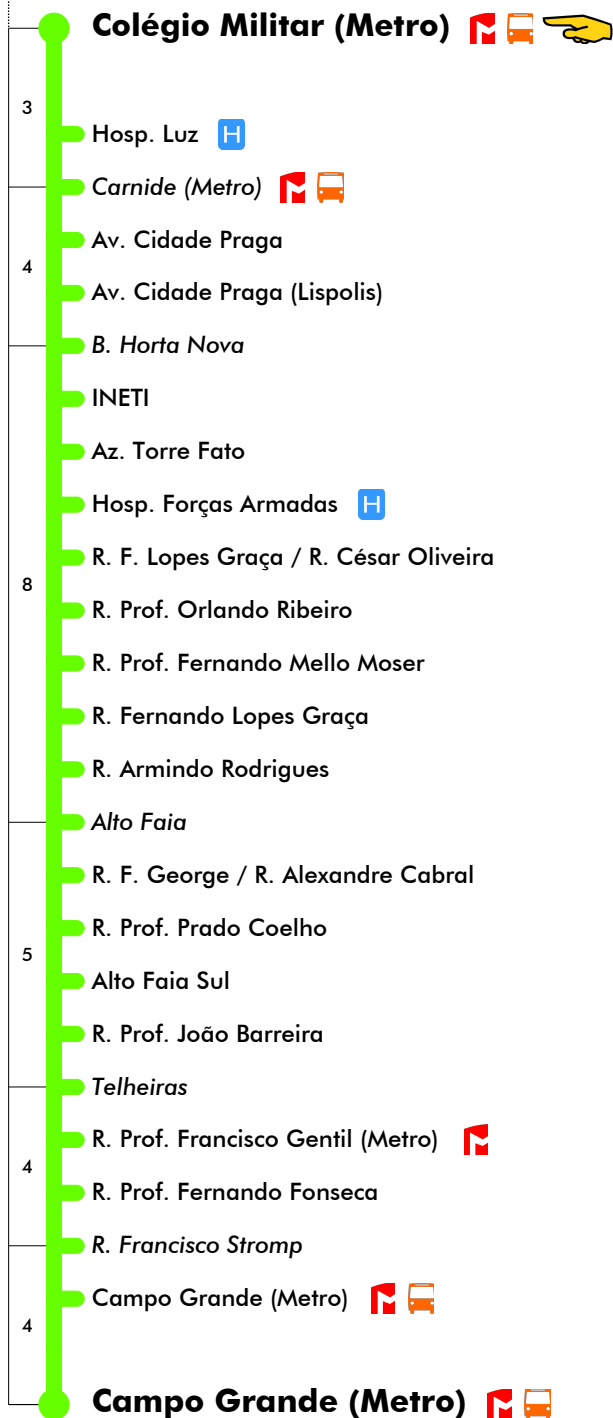 Colégio Militar (Metro)
3
Hosp. Luz H
Carnide (Metro)
Av. Cidade Praga
4
Av. Cidade Praga (Lispolis)
B. Horta Nova
INETI
Az. Torre Fato
Hosp. Forças Armadas H
R. F. Lopes Graça / R. César Oliveira
8
R. Prof. Orlando Ribeiro
R. Prof. Fernando Mello Moser
R. Fernando Lopes Graça
R. Armindo Rodrigues
Alto Faia
R. F. George / R. Alexandre Cabral
R. Prof. Prado Coelho
5
Alto Faia Sul
R. Prof. João Barreira
Telheiras
R. Prof. Francisco Gentil (Metro)
4
R. Prof. Fernando Fonseca
R. Francisco Stromp
Campo Grande (Metro)
4
Campo Grande (Metro)